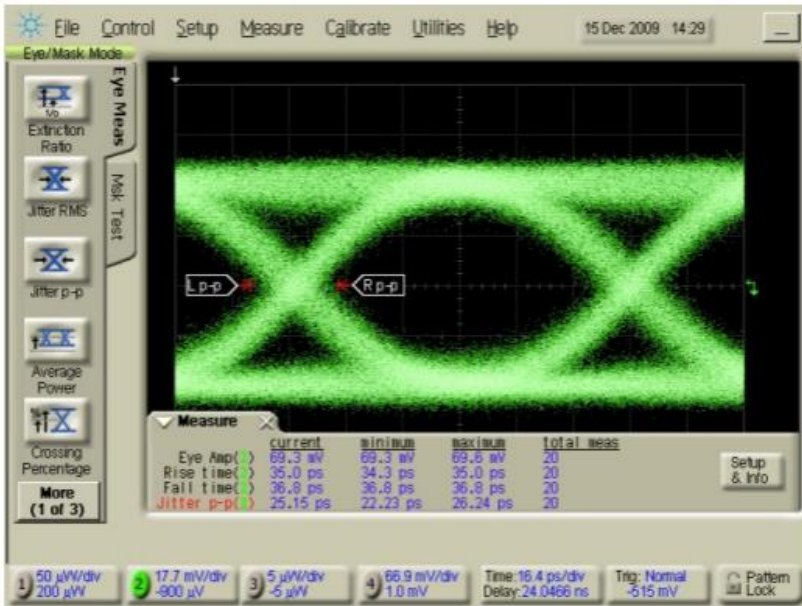 File Control Setup Measure Calibrate Utilities Help 15 Dec 2009 14:29
Eye/Mask Mode
Eye Meas
Msk Test
Extinction
Ratio
Jitter RMS
Jitter p-p
Average
Power
Crossing
Percentage
More
(1 of 3)
L p-p
R p-p
Measure
current minimum maximum total meas
Eye Amp(2) 69.3 mV 69.3 mV 69.6 mV 20
Rise time(2) 35.0 ps 34.3 ps 35.0 ps 20
Fall time(2) 36.8 ps 36.8 ps 36.8 ps 20
Jitter p-p(2) 25.15 ps 22.23 ps 26.24 ps 20
Setup
& Info
1) 50 µW/div
200 µW
2) 17.7 mV/div
-900 µV
3) 5 µW/div
-5 µW
4) 66.9 mV/div
1.0 mV
Time:16.4 ps/div
Delay:24.0466 ns
Trig: Normal
-515 mV
Pattern
Lock